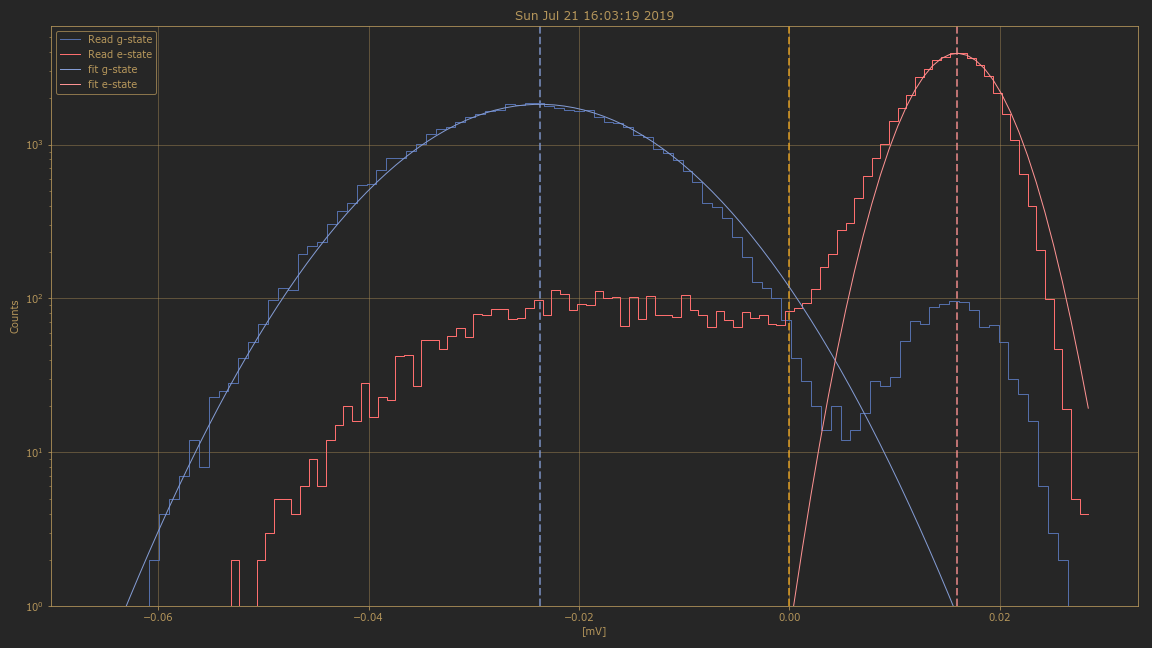 Sun Jul 21 16:03:19 2019
Read g-state
Read e-state
fit g-state
fit e-state
Counts
10³
10²
10¹
10⁰
−0.06
−0.04
−0.02
0.00
0.02
[mV]